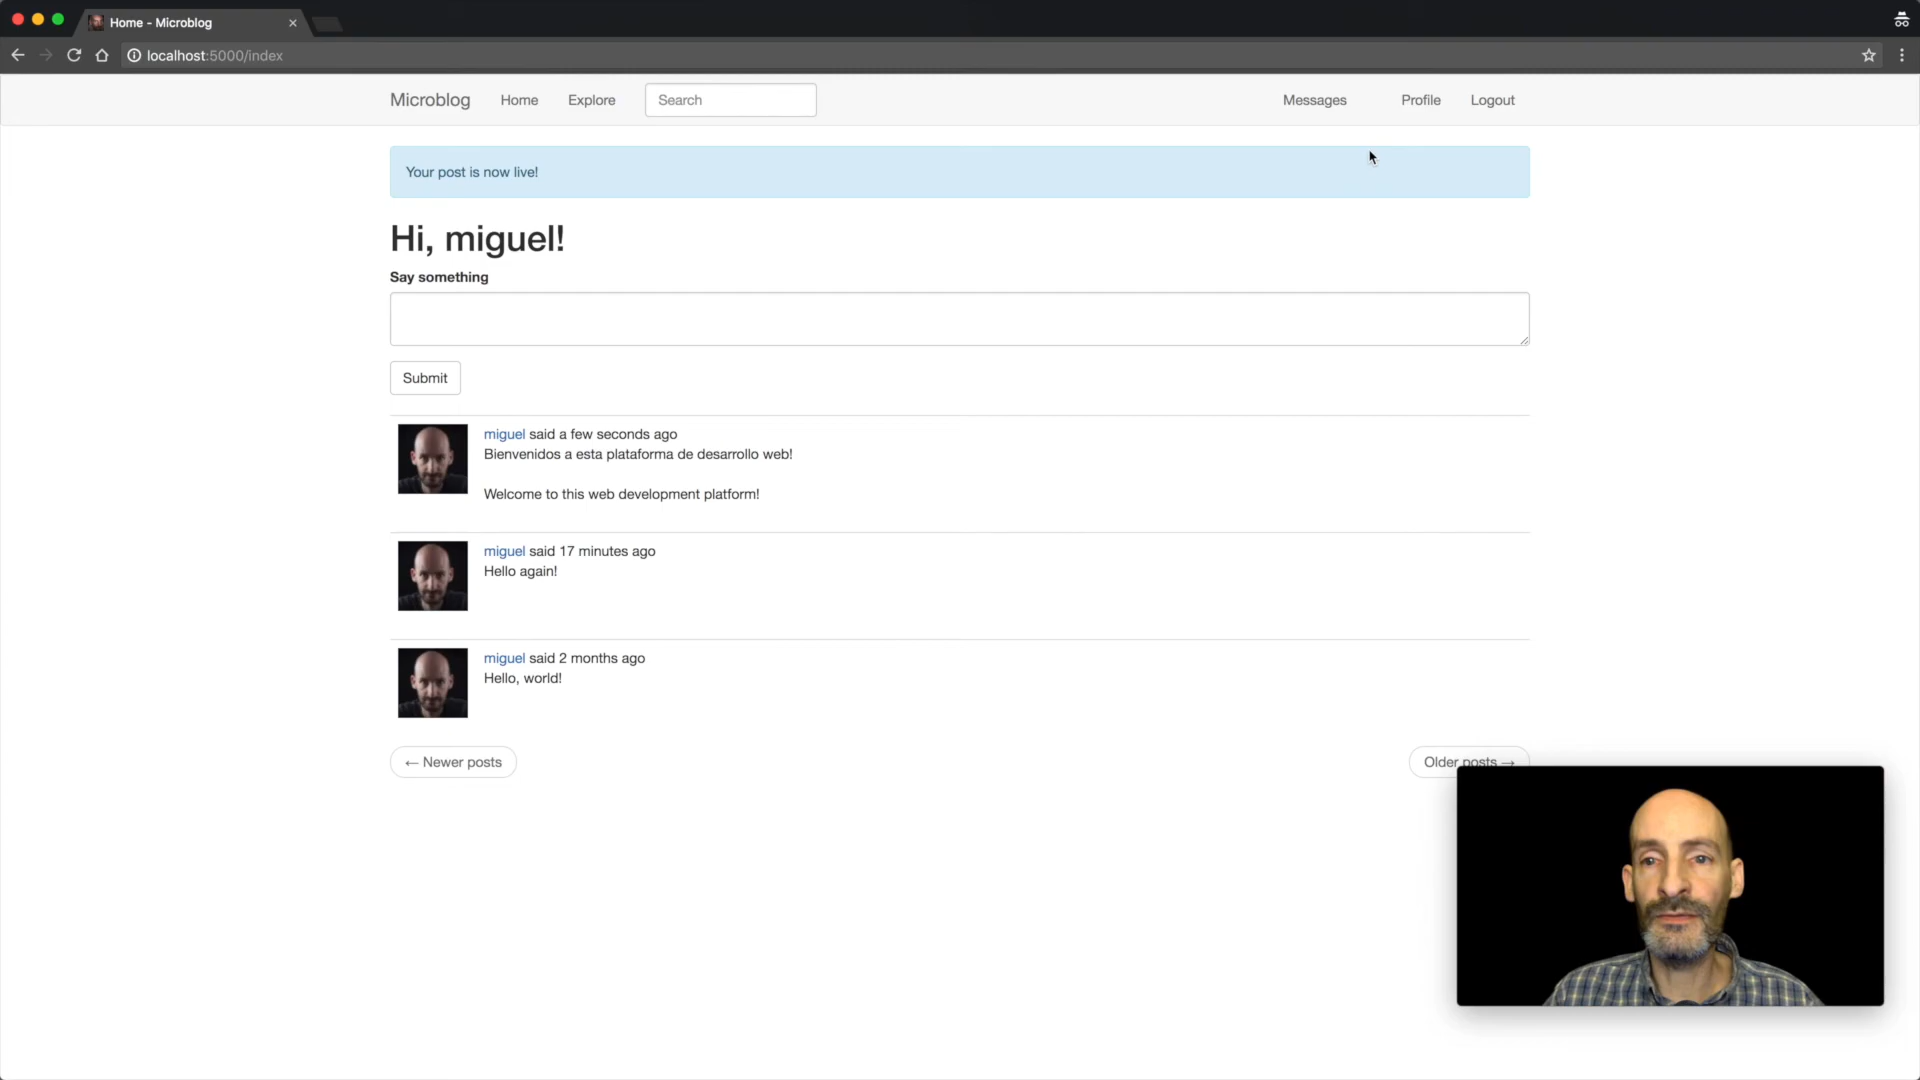 Home - Microblog
localhost:5000/index
Microblog Home Explore Search Messages Profile Logout
Your post is now live!
Hi, miguel!
Say something
Submit
miguel said a few seconds ago
Bienvenidos a esta plataforma de desarrollo web!
Welcome to this web development platform!
miguel said 17 minutes ago
Hello again!
miguel said 2 months ago
Hello, world!
← Newer posts Older posts →